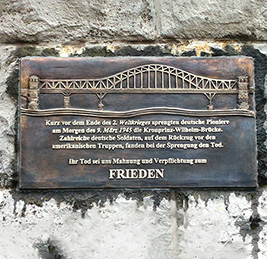 Kurz vor dem Ende des 2. Weltkrieges sprengten deutsche Pioniere
am Morgen des 9. März 1945 die Kronprinz-Wilhelm-Brücke.
Zahlreiche deutsche Soldaten, auf dem Rückzug vor den
amerikanischen Truppen, fanden bei der Sprengung den Tod.
Ihr Tod sei uns Mahnung und Verpflichtung zum
FRIEDEN